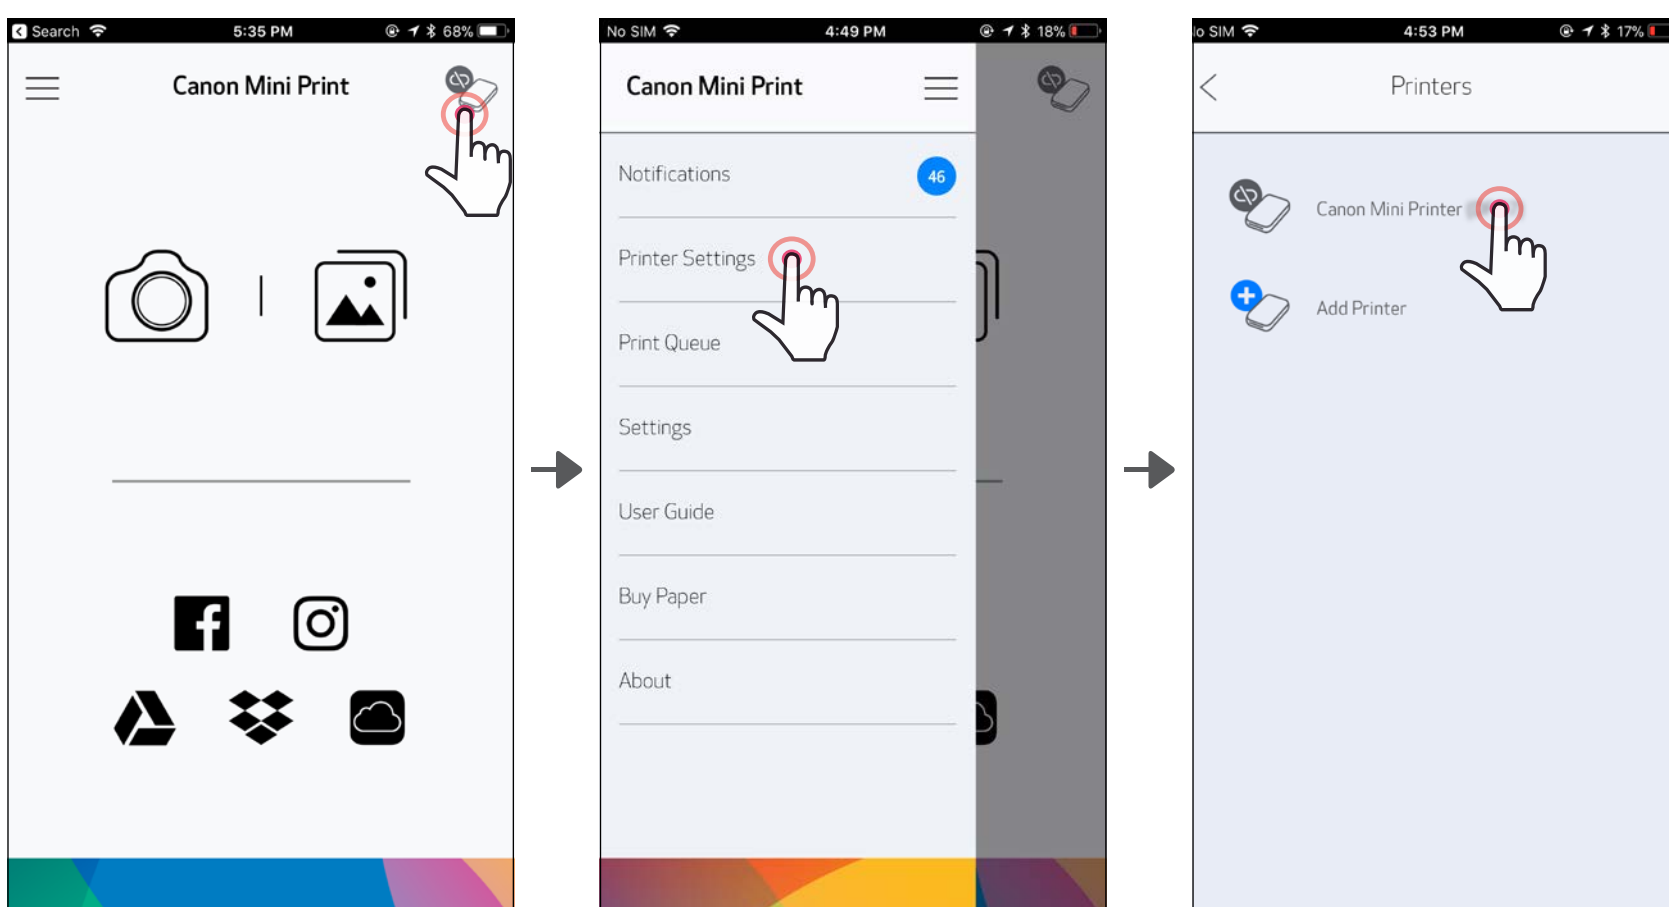 Search 5:35 PM 68%
Canon Mini Print
No SIM 4:49 PM 18%
Canon Mini Print
Notifications 46
Printer Settings
Print Queue
Settings
User Guide
Buy Paper
About
lo SIM 4:53 PM 17%
Printers
Canon Mini Printer
Add Printer